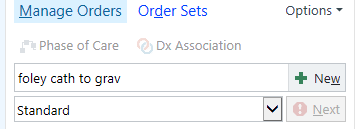 Manage Orders Order Sets Options
Phase of Care Dx Association
foley cath to grav New
Standard Next